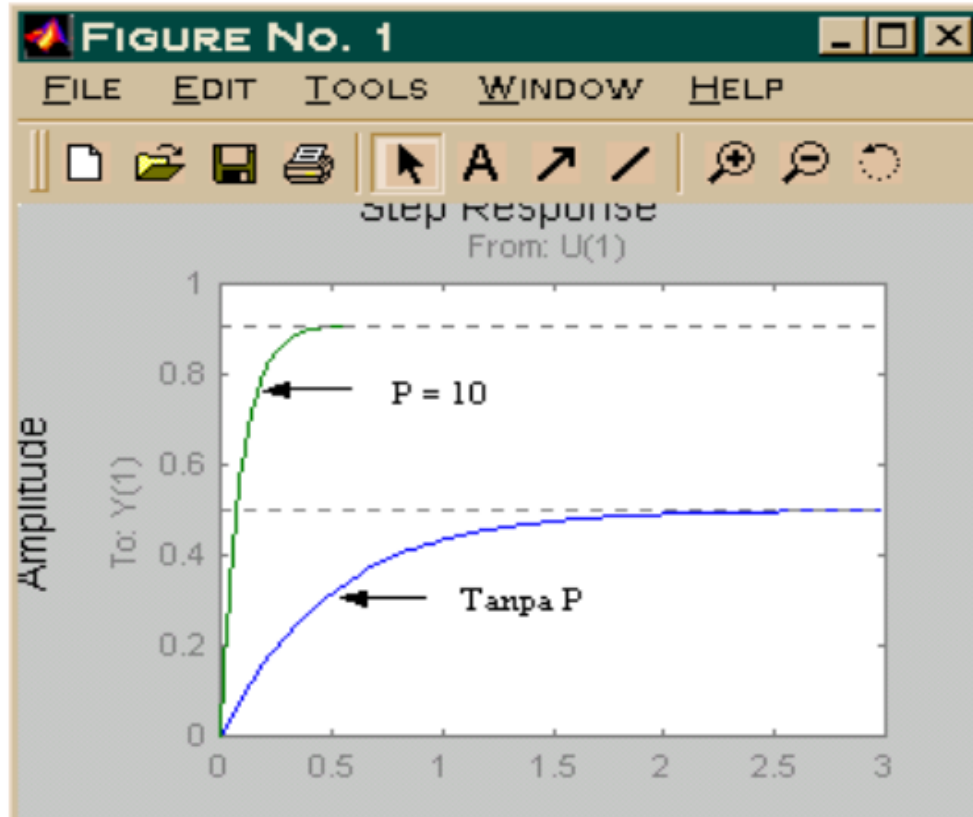 FIGURE NO. 1
FILE EDIT TOOLS WINDOW HELP
A
Step Response
From: U(1)
Amplitude
To: Y(1)
1
0.8
0.6
0.4
0.2
0
P = 10
Tanpa P
0 0.5 1 1.5 2 2.5 3